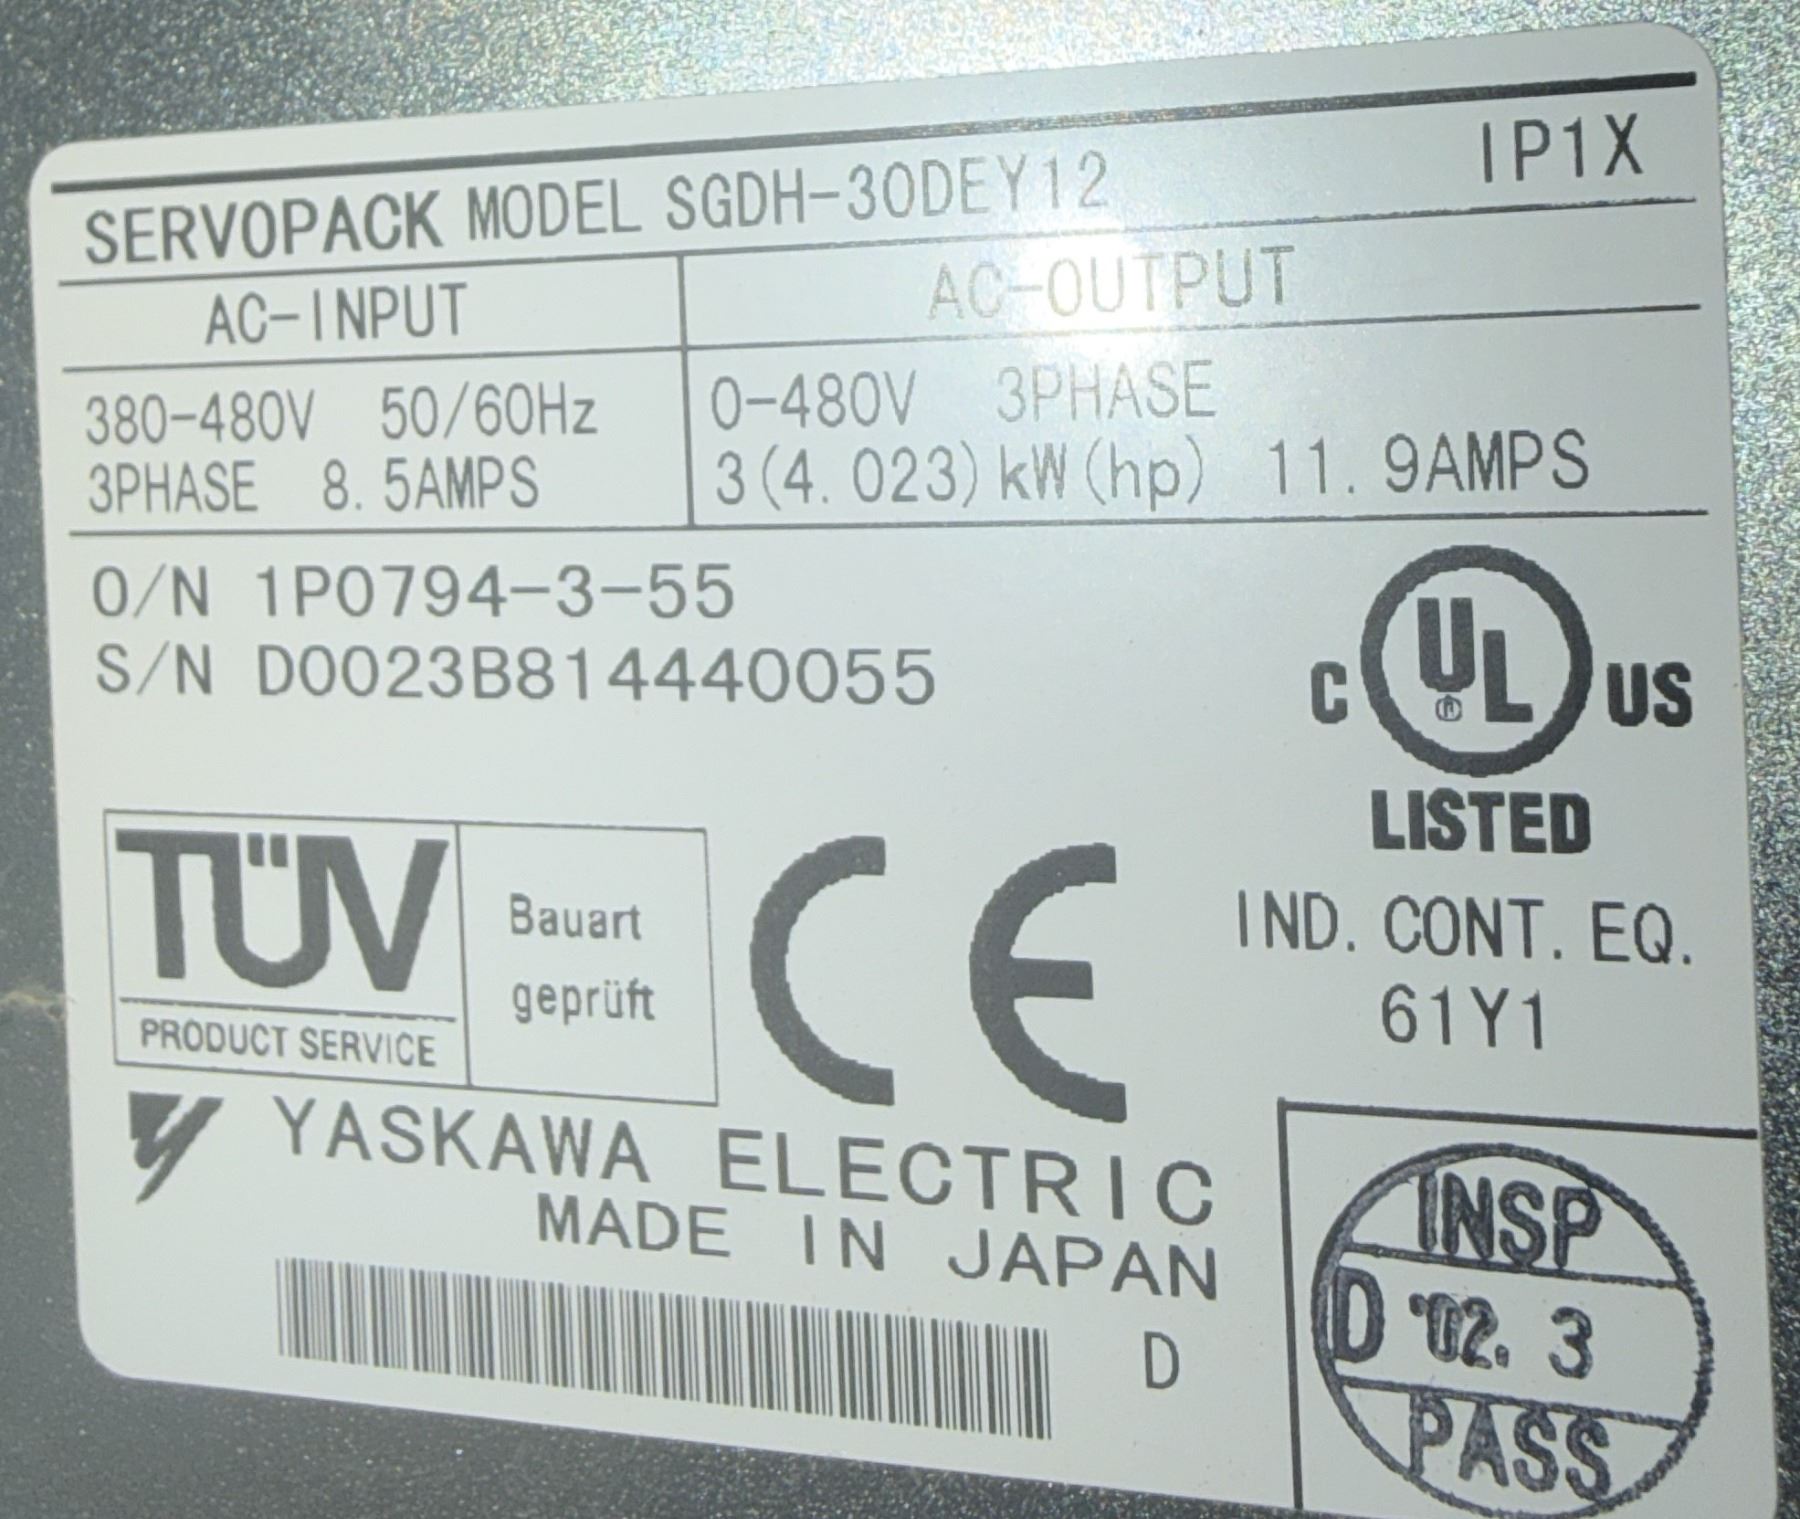 SERVOPACK MODEL SGDH-30DEY12 IP1X
AC-INPUT
AC-OUTPUT
380-480V 50/60Hz
3PHASE 8.5AMPS
0-480V 3PHASE
3(4.023)kW(hp) 11.9AMPS
O/N 1P0794-3-55
S/N D0023B814440055
C UL® US
LISTED
IND. CONT. EQ.
61Y1
TÜV
PRODUCT SERVICE
Bauart
geprüft
CE
YASKAWA ELECTRIC
MADE IN JAPAN
D
INSP
D '02. 3
PASS